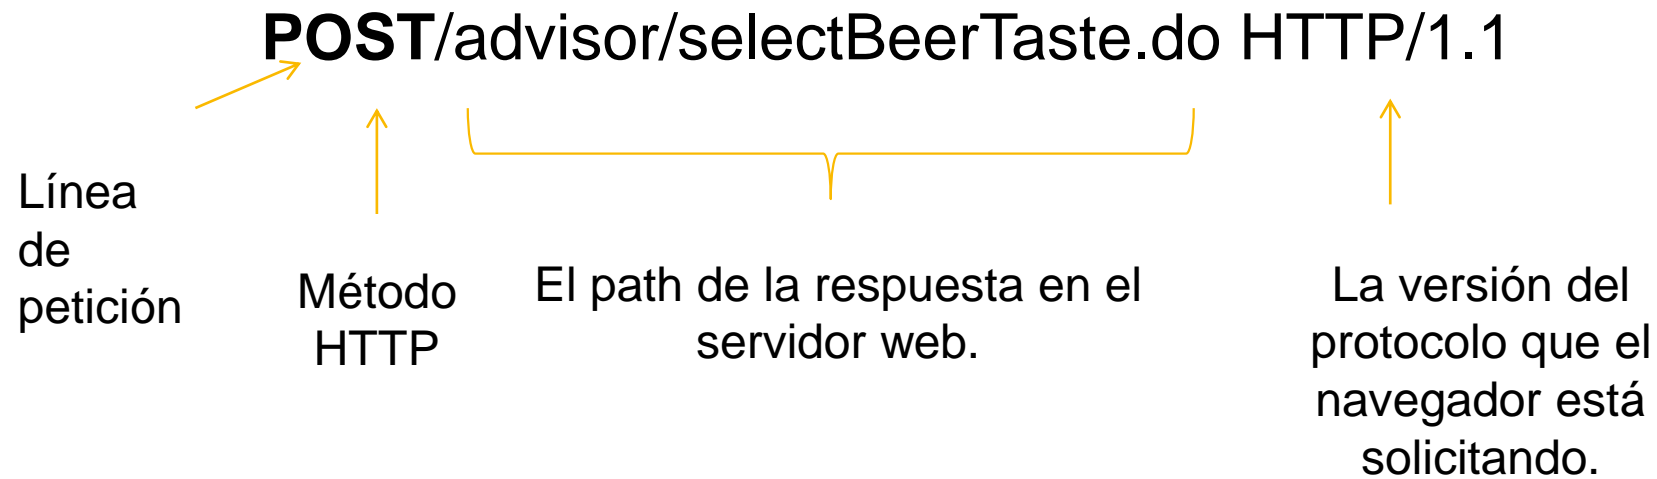 POST/advisor/selectBeerTaste.do HTTP/1.1
Línea
de
petición
Método
HTTP
El path de la respuesta en el
servidor web.
La versión del
protocolo que el
navegador está
solicitando.